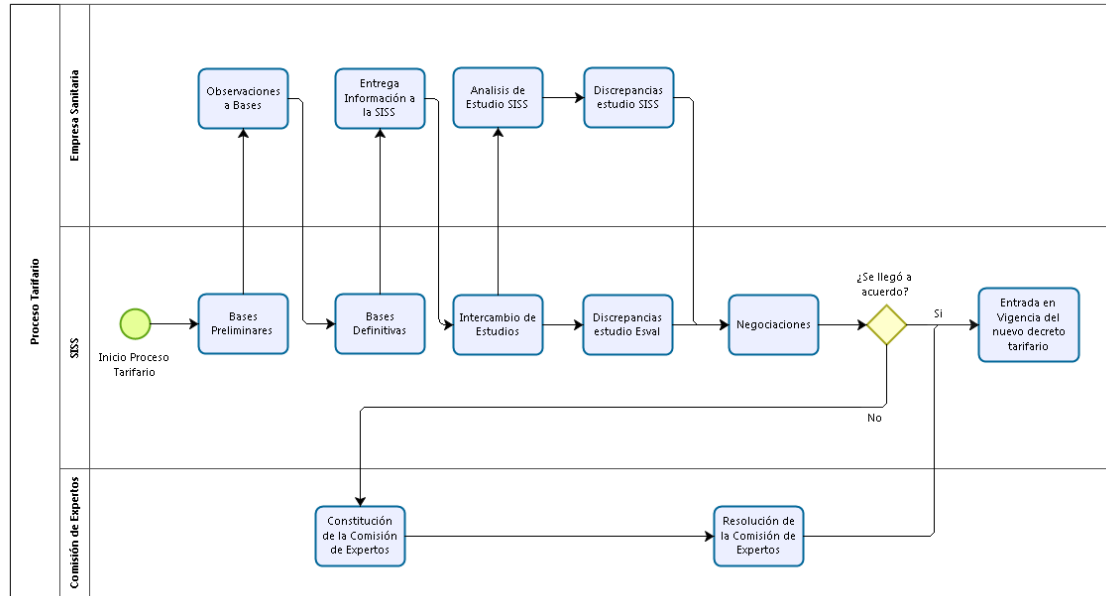 Proceso Tarifario
Empresa Sanitaria
Observaciones
a Bases
Entrega
Información a
la SISS
Analisis de
Estudio SISS
Discrepancias
estudio SISS
SISS
Inicio Proceso
Tarifario
Bases
Preliminares
Bases
Definitivas
Intercambio de
Estudios
Discrepancias
estudio Esval
Negociaciones
¿Se llegó a
acuerdo?
Si
No
Entrada en
Vigencia del
nuevo decreto
tarifario
Comisión de Expertos
Constitución
de la Comisión
de Expertos
Resolución de
la Comisión de
Expertos